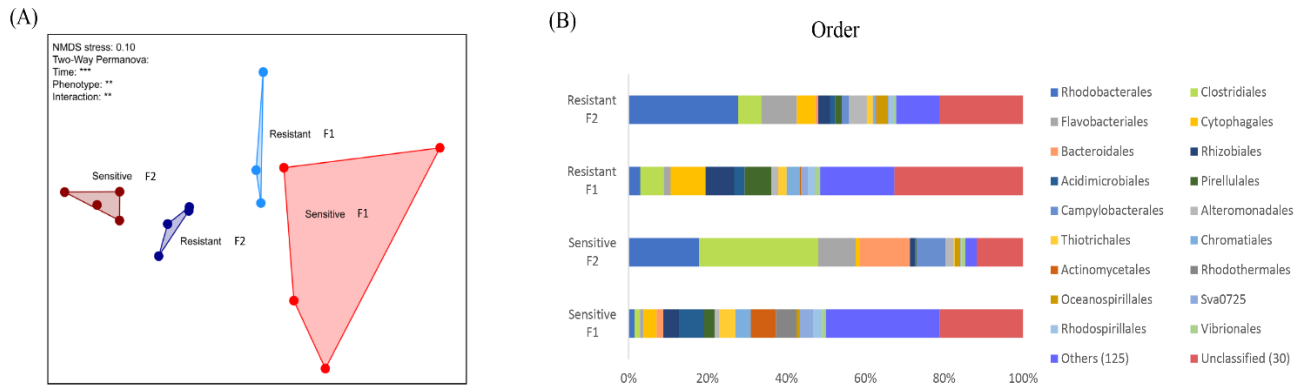 (A)
NMDS stress: 0.10
Two-Way Permanova:
Time: ***
Phenotype: **
Interaction: **
Resistant F1
Sensitive F2
Sensitive F1
Resistant F2
(B)
Order
Resistant
F2
Resistant
F1
Sensitive
F2
Sensitive
F1
0% 20% 40% 60% 80% 100%
Rhodobacterales Clostridiales
Flavobacteriales Cytophagales
Bacteroidales Rhizobiales
Acidimicrobiales Pirellulales
Campylobacterales Alteromonadales
Thiotrichales Chromatiales
Actinomycetales Rhodothermales
Oceanospirillales Sva0725
Rhodospirillales Vibrionales
Others (125) Unclassified (30)